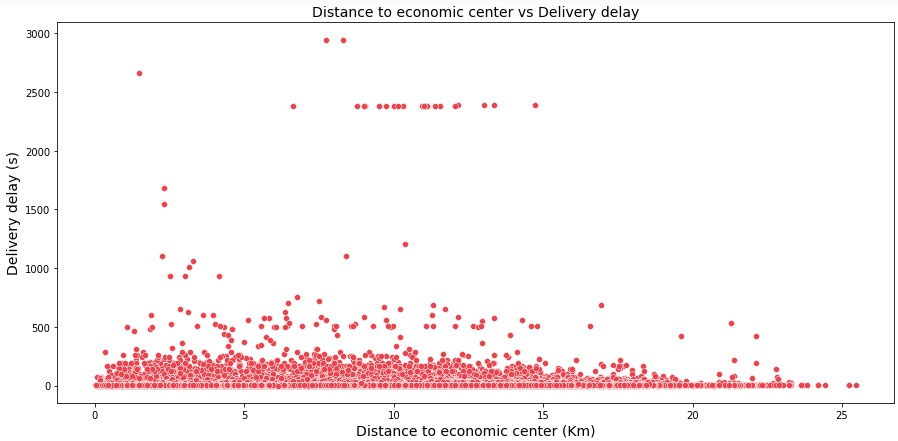 Distance to economic center vs Delivery delay
3000
2500
2000
1500
1000
500
0
Delivery delay (s)
0 5 10 15 20 25
Distance to economic center (Km)